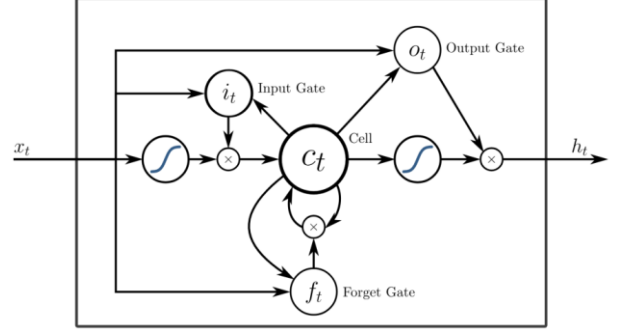 o_t Output Gate
i_t Input Gate
x_t
Cell
h_t
×
c_t
×
×
f_t Forget Gate